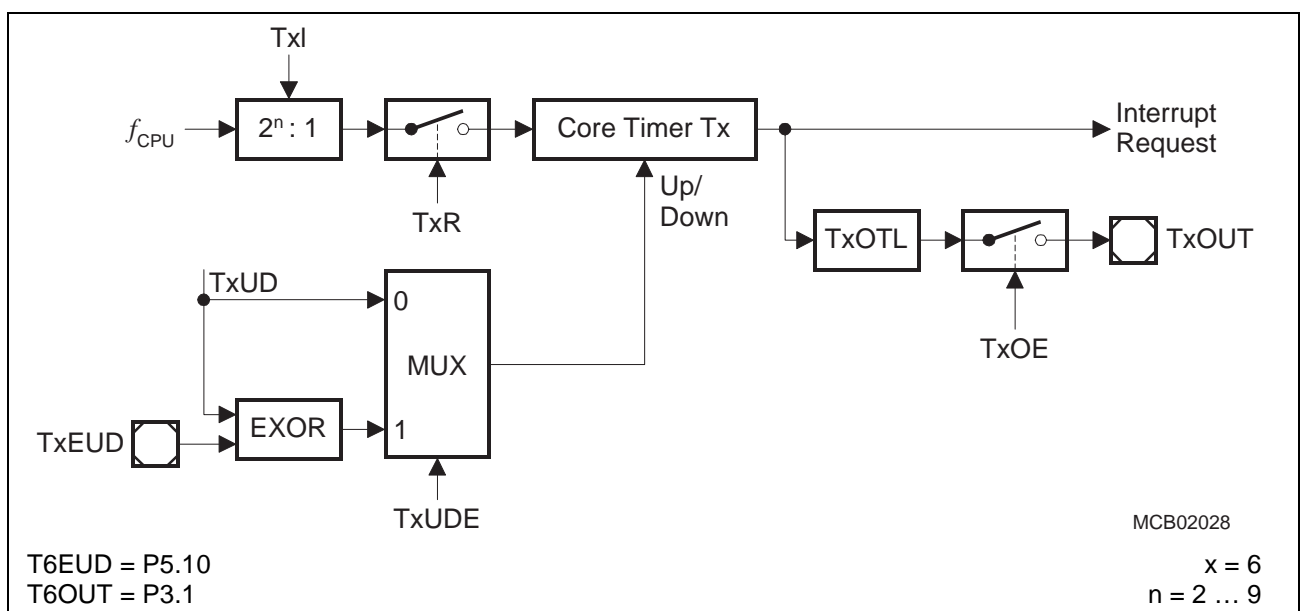 TxI
fCPU
2ⁿ : 1
Core Timer Tx
Interrupt
Request
TxR
Up/
Down
TxOTL
TxOUT
TxUD
0
MUX
TxOE
TxEUD
EXOR
1
TxUDE
MCB02028
T6EUD = P5.10
x = 6
T6OUT = P3.1
n = 2 … 9